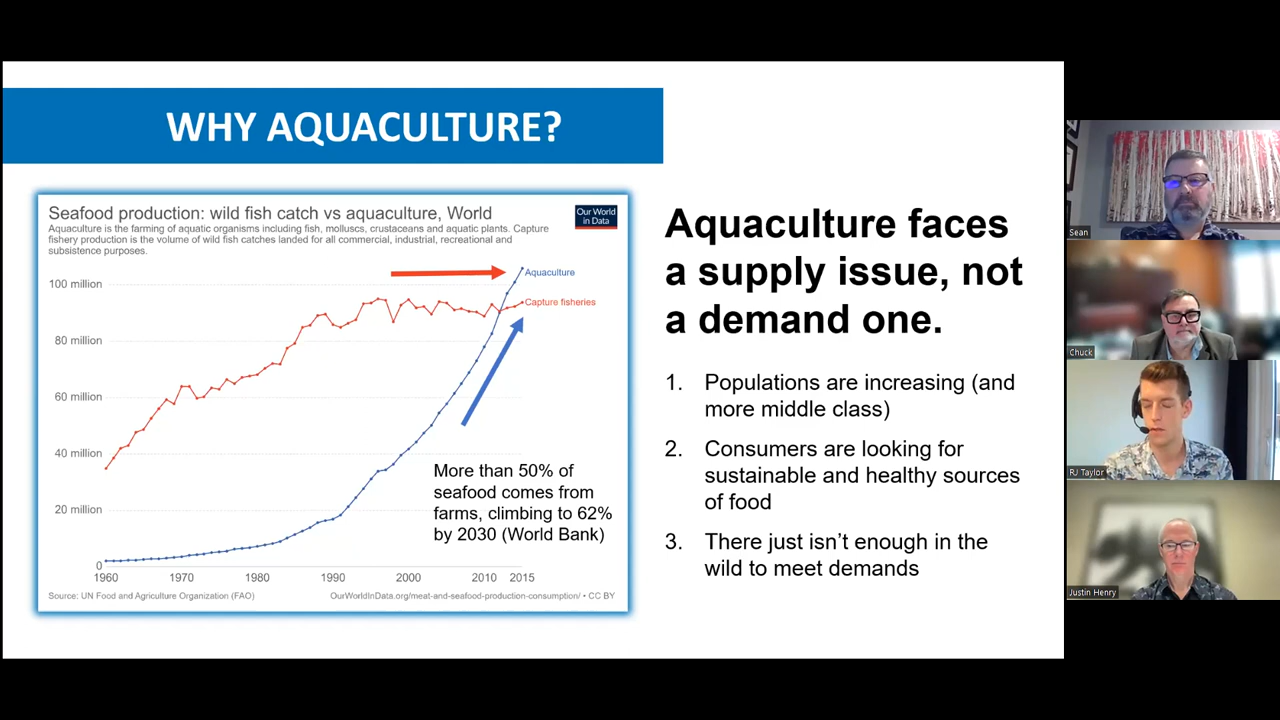 WHY AQUACULTURE?
Seafood production: wild fish catch vs aquaculture, World
Aquaculture is the farming of aquatic organisms including fish, molluscs, crustaceans and aquatic plants. Capture
fishery production is the volume of wild fish catches landed for all commercial, industrial, recreational and
subsistence purposes.
Our World
in Data
100 million
80 million
60 million
40 million
20 million
0
1960
1970
1980
1990
2000
2010
2015
Aquaculture
Capture fisheries
More than 50% of
seafood comes from
farms, climbing to 62%
by 2030 (World Bank)
Source: UN Food and Agriculture Organization (FAO)
OurWorldInData.org/meat-and-seafood-production-consumption/ • CC BY
Aquaculture faces
a supply issue, not
a demand one.
1. Populations are increasing (and
more middle class)
2. Consumers are looking for
sustainable and healthy sources
of food
3. There just isn't enough in the
wild to meet demands
Sean
Chuck
RJ Taylor
Justin Henry